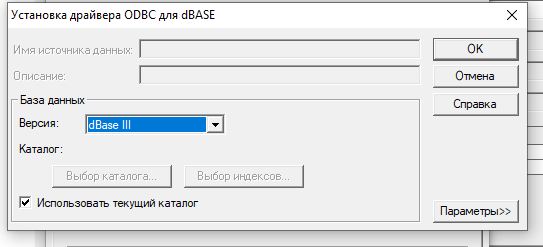 Установка драйвера ODBC для dBASE
Имя источника данных:
OK
Описание:
Отмена
База данных
Справка
Версия:
dBase III
Каталог:
Выбор каталога...
Выбор индексов...
Использовать текущий каталог
Параметры>>